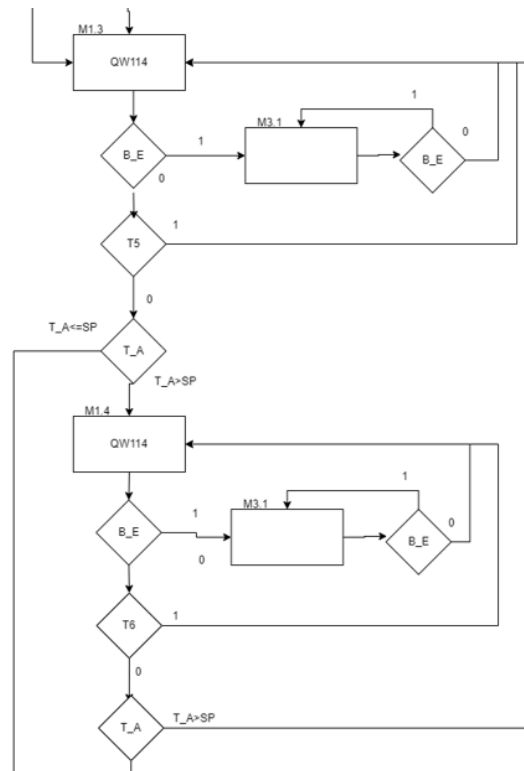 M1.3
QW114
1
M3.1
1
0
B_E
B_E
0
T5
1
0
T_A<=SP
T_A
T_A>SP
M1.4
QW114
1
M3.1
1
0
B_E
B_E
0
T6
1
0
T_A
T_A>SP